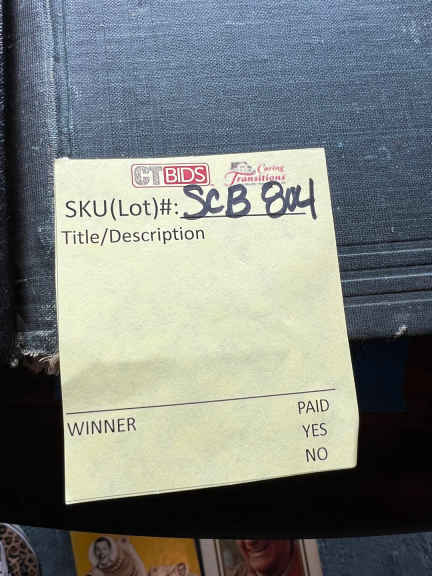 CTBIDS Caring
Transitions
SKU(Lot)#: SCB 804
Title/Description
WINNER
PAID
YES
NO